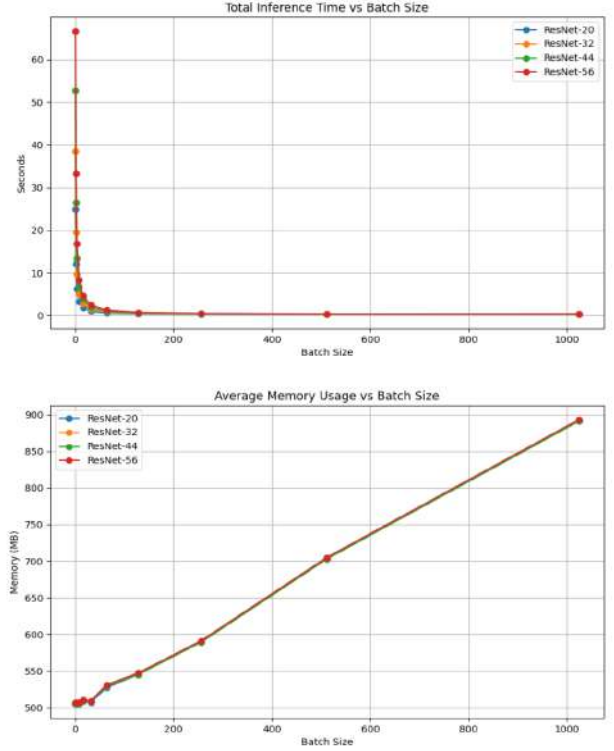 Total Inference Time vs Batch Size
ResNet-20
ResNet-32
ResNet-44
ResNet-56
Seconds
60
50
40
30
20
10
0
0 200 400 600 800 1000
Batch Size
Average Memory Usage vs Batch Size
ResNet-20
ResNet-32
ResNet-44
ResNet-56
Memory (MB)
900
850
800
750
700
650
600
550
500
0 200 400 600 800 1000
Batch Size